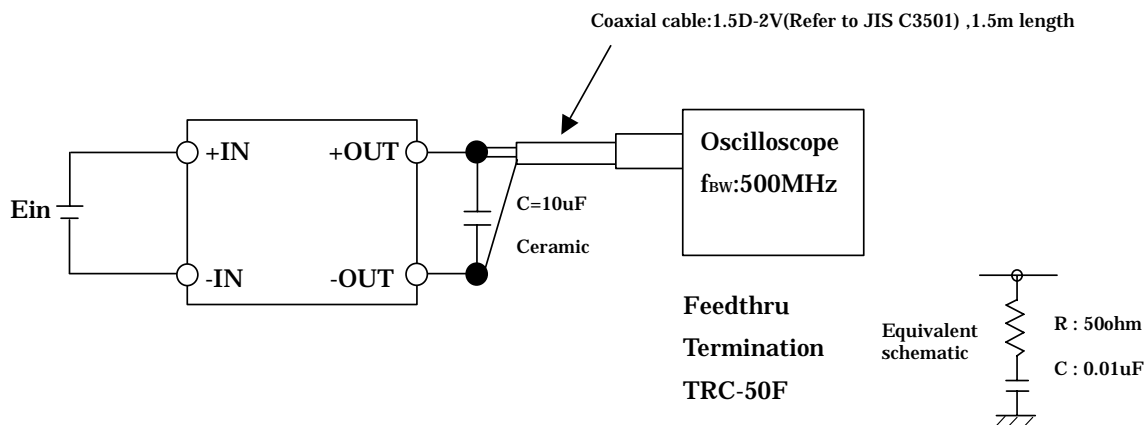 Coaxial cable:1.5D-2V(Refer to JIS C3501) ,1.5m length
+IN
+OUT
Oscilloscope
fBW:500MHz
Ein
C=10uF
Ceramic
-IN
-OUT
Feedthru
Termination
TRC-50F
Equivalent
schematic
R : 50ohm
C : 0.01uF